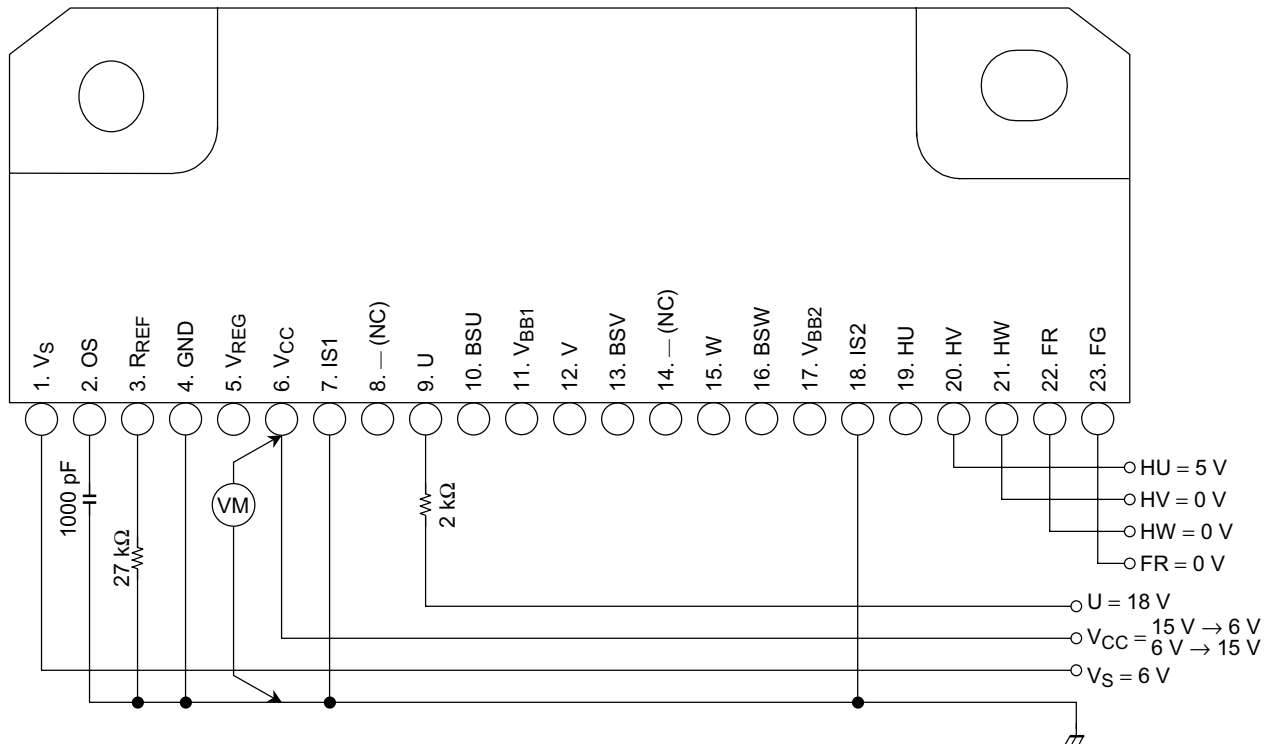 1. VS
2. OS
3. RREF
4. GND
5. VREG
6. VCC
7. IS1
8. — (NC)
9. U
10. BSU
11. VBB1
12. V
13. BSV
14. — (NC)
15. W
16. BSW
17. VBB2
18. IS2
19. HU
20. HV
21. HW
22. FR
23. FG
1000 pF
27 kΩ
VM
2 kΩ
HU = 5 V
HV = 0 V
HW = 0 V
FR = 0 V
U = 18 V
VCC = 15 V → 6 V
6 V → 15 V
VS = 6 V